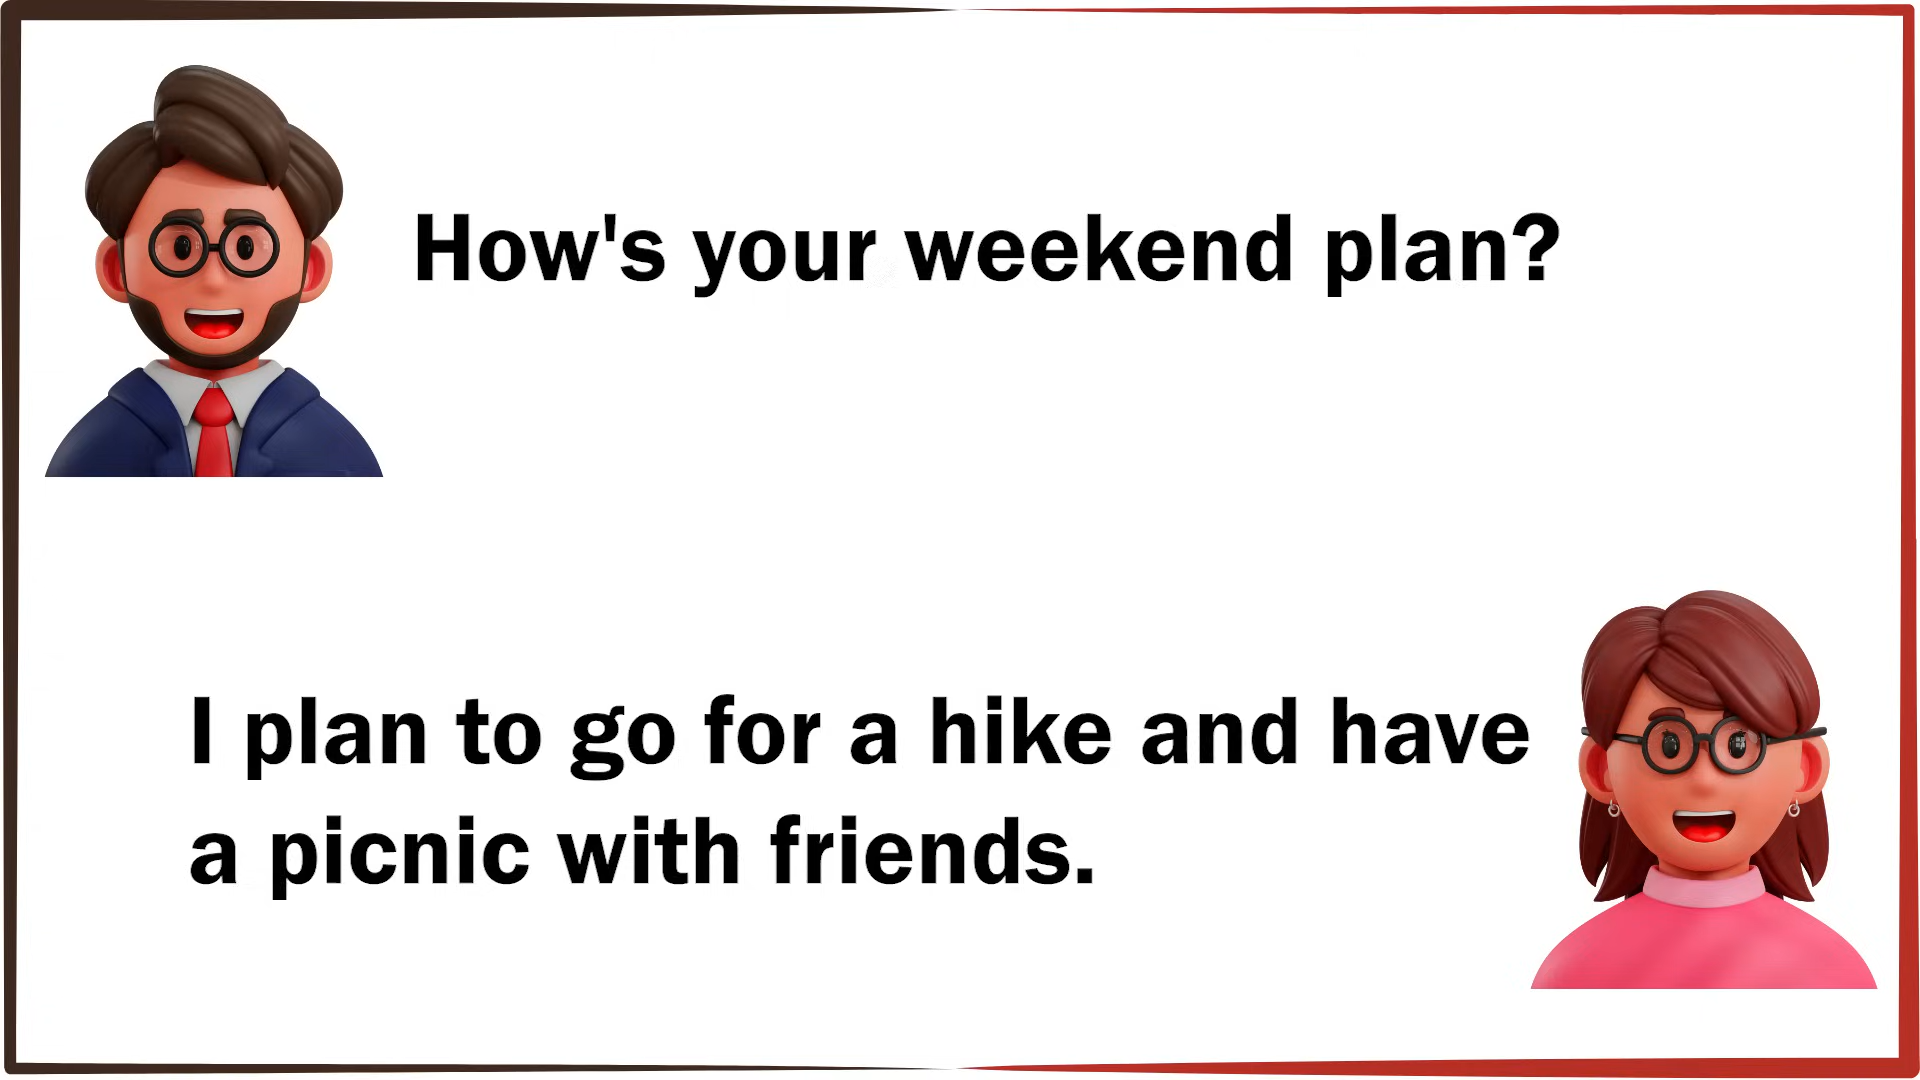 How's your weekend plan?
I plan to go for a hike and have
a picnic with friends.